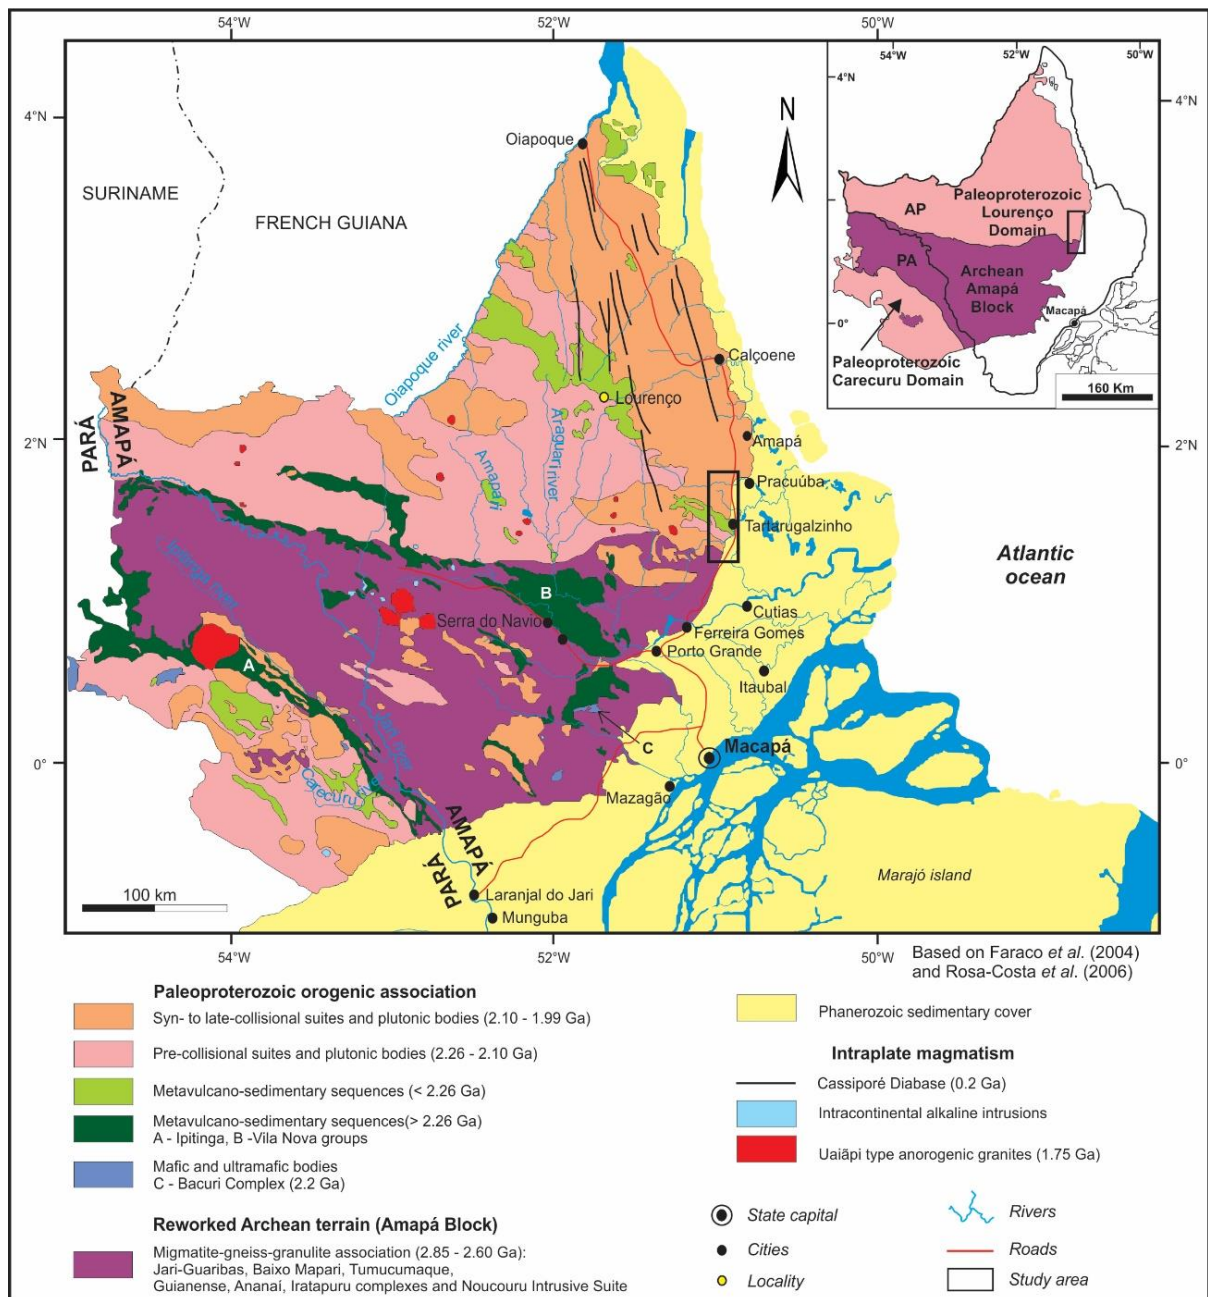 54°W
52°W
50°W
4°N
2°N
0°
4°N
2°N
0°
54°W
52°W
50°W
SURINAME
FRENCH GUIANA
N
Oiapoque
Oiapoque river
Calçoene
Lourenço
Amapá
Pracuúba
Tartarugalzinho
Araguari river
Amapari
PARÁ
AMAPÁ
Ipitinga river
B
Serra do Navio
A
Cutias
Ferreira Gomes
Porto Grande
Itaubal
Jari river
C
Macapá
Carecuru river
Mazagão
AMAPÁ
PARÁ
Laranjal do Jari
Munguba
Marajó island
Atlantic
ocean
100 km
54°W
52°W
50°W
4°N
0°
AP
PA
Paleoproterozoic
Lourenço
Domain
Archean
Amapá
Block
Macapá
Paleoproterozoic
Carecuru Domain
160 Km
Based on Faraco et al. (2004)
and Rosa-Costa et al. (2006)
Paleoproterozoic orogenic association
Syn- to late-collisional suites and plutonic bodies (2.10 - 1.99 Ga)
Pre-collisional suites and plutonic bodies (2.26 - 2.10 Ga)
Metavulcano-sedimentary sequences (< 2.26 Ga)
Metavulcano-sedimentary sequences(> 2.26 Ga)
A - Ipitinga, B -Vila Nova groups
Mafic and ultramafic bodies
C - Bacuri Complex (2.2 Ga)
Reworked Archean terrain (Amapá Block)
Migmatite-gneiss-granulite association (2.85 - 2.60 Ga):
Jari-Guaribas, Baixo Mapari, Tumucumaque,
Guianense, Ananaí, Iratapuru complexes and Noucouru Intrusive Suite
Phanerozoic sedimentary cover
Intraplate magmatism
Cassiporé Diabase (0.2 Ga)
Intracontinental alkaline intrusions
Uaiãpi type anorogenic granites (1.75 Ga)
State capital
Cities
Locality
Rivers
Roads
Study area